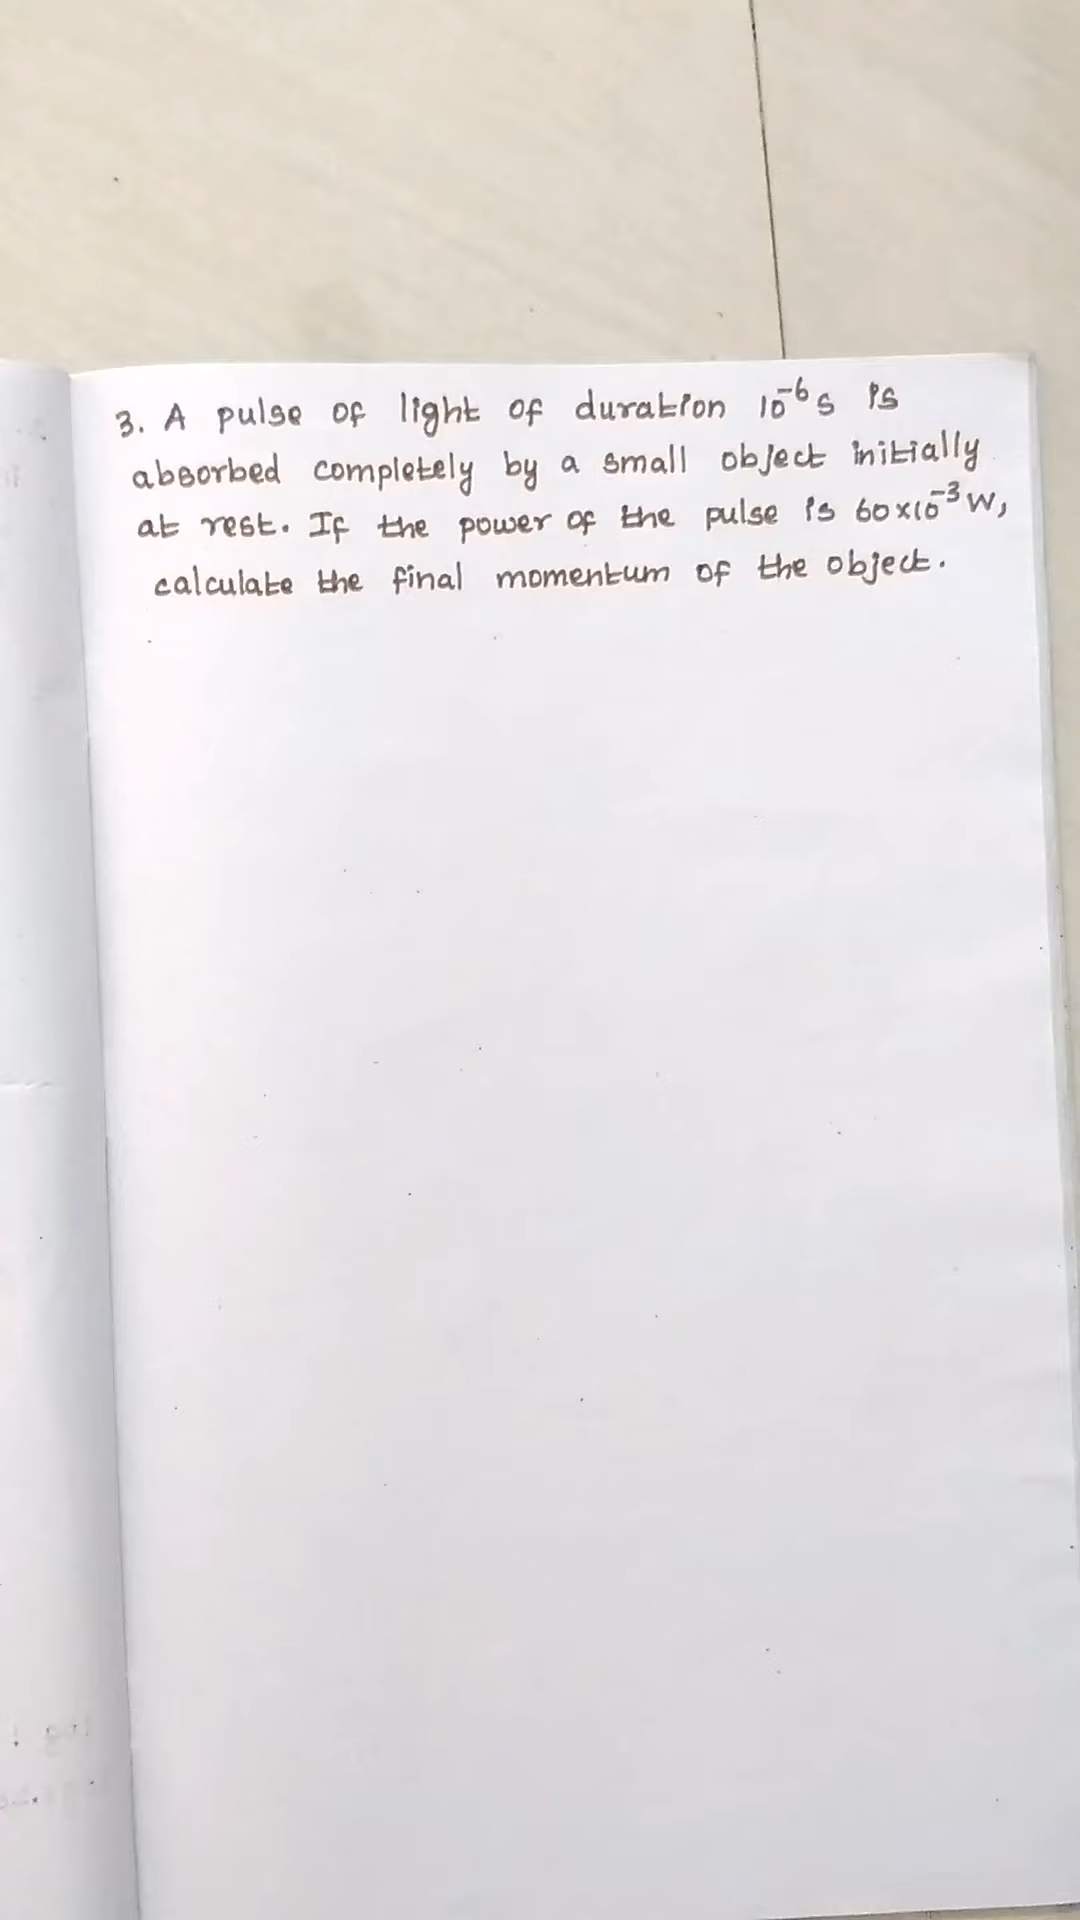 3. A pulse of light of duration 10⁻⁶s is
absorbed completely by a small object initially
at rest. If the power of the pulse is 60×10⁻³W,
calculate the final momentum of the object.